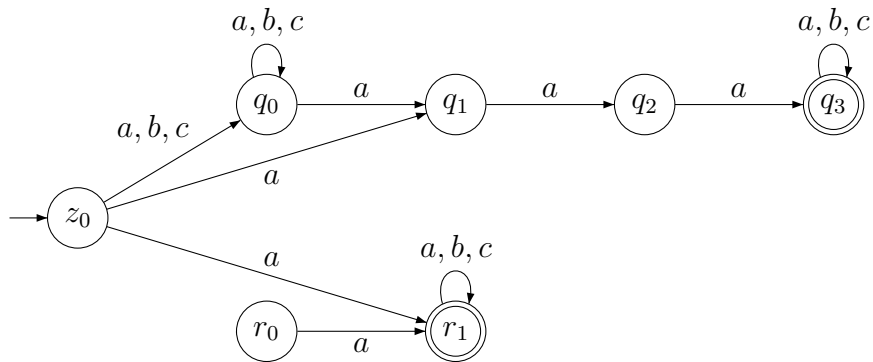 a, b, c
a, b, c
q0
a
q1
a
q2
a
q3
a, b, c
a
z0
a
a, b, c
r0
a
r1